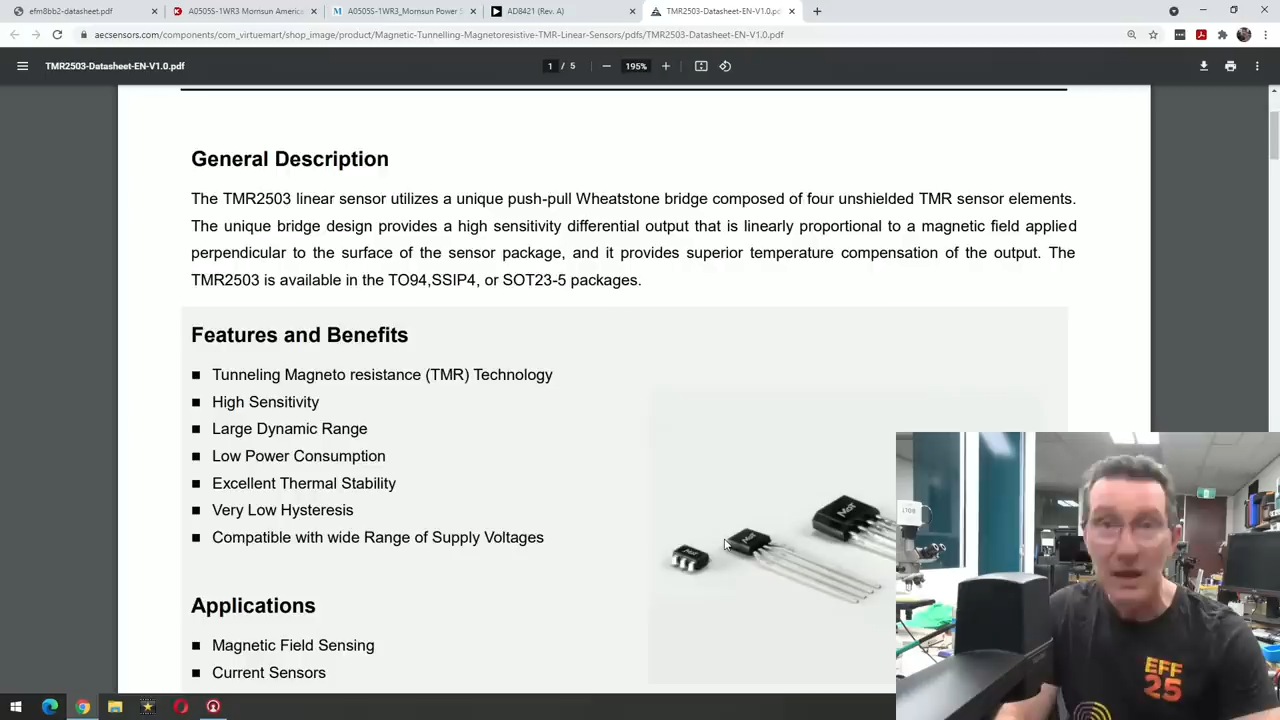 efm8bb2-datasheet.pdf
A0505S-1WR3 Mornsun America
A0505S-1WR3_Mornsun Power S
AD8421 (Rev. A)
TMR2503-Datasheet-EN-V1.0.pdf
aecsensors.com/components/com_virtuemart/shop_image/product/Magnetic-Tunnelling-Magnetoresistive-TMR-Linear-Sensors/pdfs/TMR2503-Datasheet-EN-V1.0.pdf
TMR2503-Datasheet-EN-V1.0.pdf
1 / 5
195%
General Description
The TMR2503 linear sensor utilizes a unique push-pull Wheatstone bridge composed of four unshielded TMR sensor elements.
The unique bridge design provides a high sensitivity differential output that is linearly proportional to a magnetic field applied
perpendicular to the surface of the sensor package, and it provides superior temperature compensation of the output. The
TMR2503 is available in the TO94,SSIP4, or SOT23-5 packages.
Features and Benefits
■ Tunneling Magneto resistance (TMR) Technology
■ High Sensitivity
■ Large Dynamic Range
■ Low Power Consumption
■ Excellent Thermal Stability
■ Very Low Hysteresis
■ Compatible with wide Range of Supply Voltages
Applications
■ Magnetic Field Sensing
■ Current Sensors
EFF
25